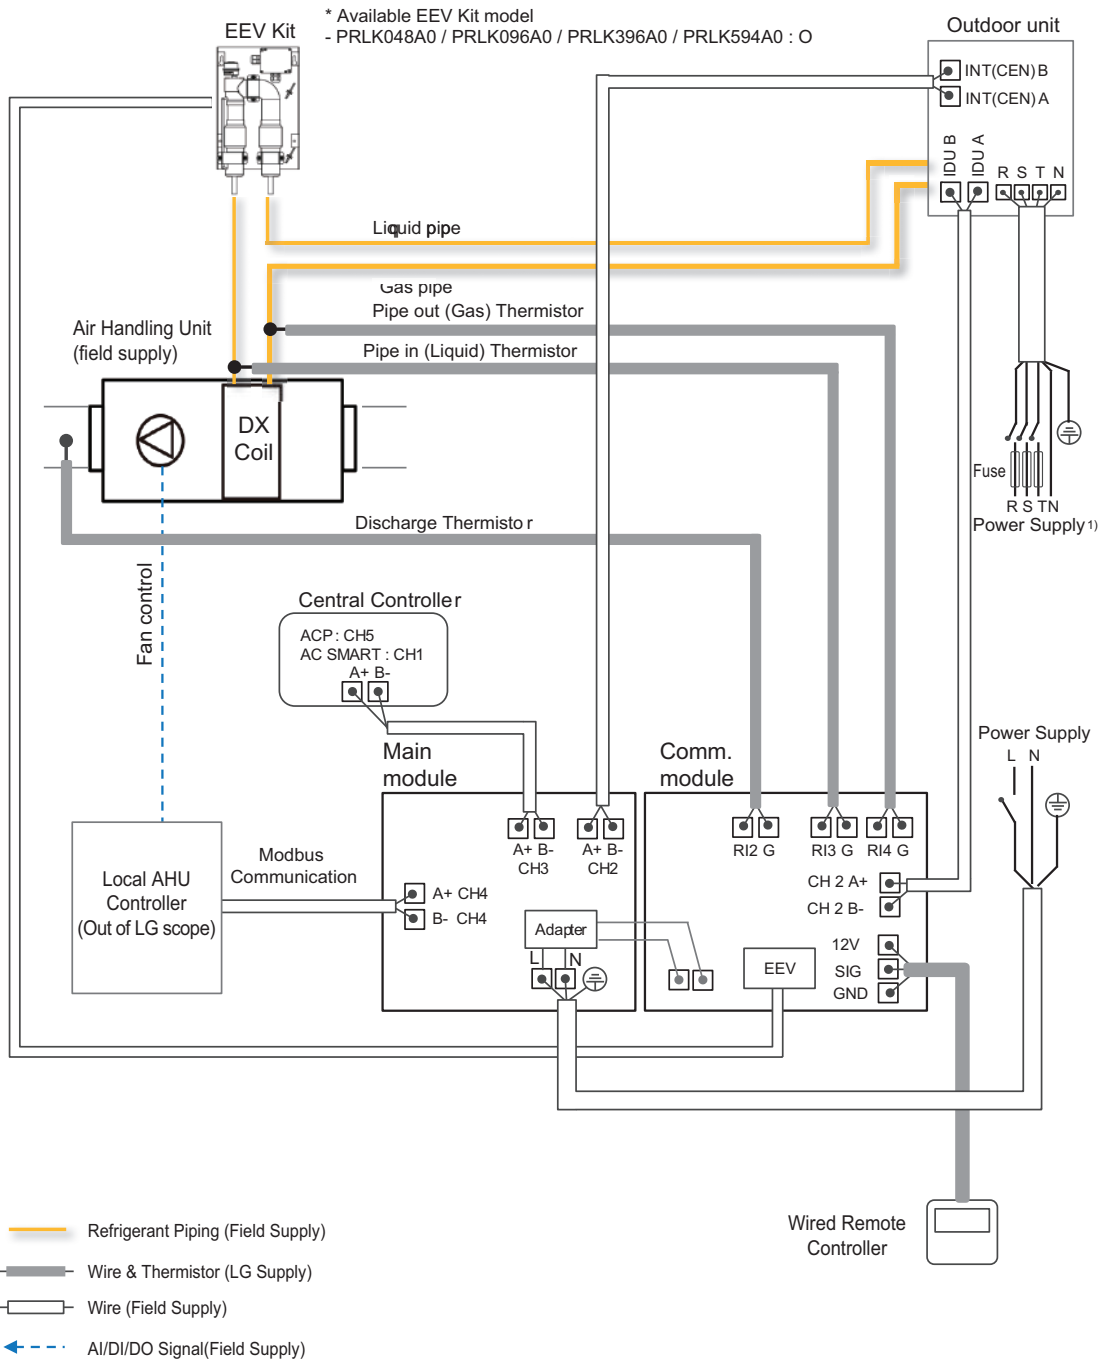 * Available EEV Kit model
- PRLK048A0 / PRLK096A0 / PRLK396A0 / PRLK594A0 : O
EEV Kit
Outdoor unit
INT(CEN) B
INT(CEN) A
IDU B
IDU A
R S T N
Liquid pipe
Gas pipe
Pipe out (Gas) Thermistor
Pipe in (Liquid) Thermistor
Air Handling Unit
(field supply)
DX
Coil
Fuse
R S T N
Power Supply 1)
Discharge Thermistor
Fan control
Central Controller
ACP : CH5
AC SMART : CH1
A+ B-
Main
module
Comm.
module
Power Supply
L N
A+ B-
CH3
A+ B-
CH2
RI2 G
RI3 G
RI4 G
CH 2 A+
CH 2 B-
12V
SIG
GND
Local AHU
Controller
(Out of LG scope)
Modbus
Communication
A+ CH4
B- CH4
Adapter
L N
EEV
Wired Remote
Controller
Refrigerant Piping (Field Supply)
Wire & Thermistor (LG Supply)
Wire (Field Supply)
AI/DI/DO Signal(Field Supply)